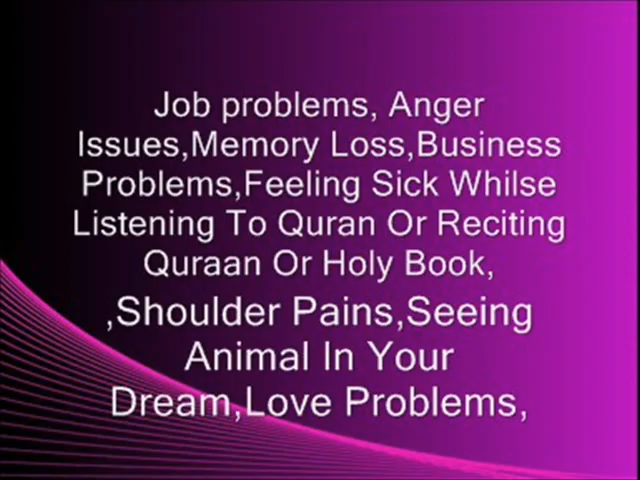 Job problems, Anger
Issues,Memory Loss,Business
Problems,Feeling Sick Whilse
Listening To Quran Or Reciting
Quraan Or Holy Book,
,Shoulder Pains,Seeing
Animal In Your
Dream,Love Problems,